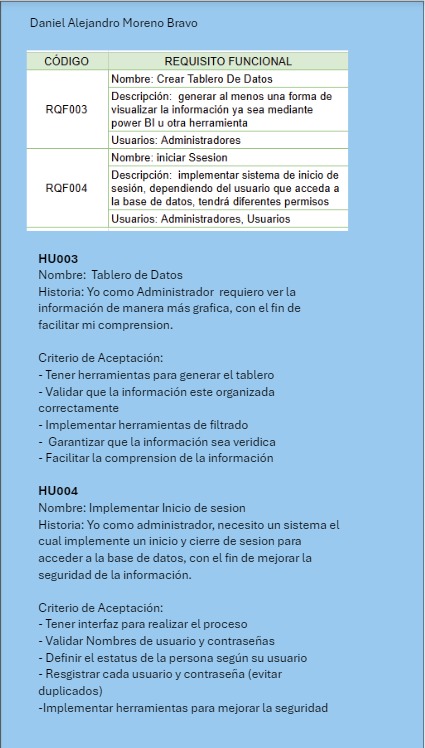 Daniel Alejandro Moreno Bravo
CÓDIGO REQUISITO FUNCIONAL
RQF003
Nombre: Crear Tablero De Datos
Descripción: generar al menos una forma de
visualizar la información ya sea mediante
power BI u otra herramienta
Usuarios: Administradores
RQF004
Nombre: iniciar Ssesion
Descripción: implementar sistema de inicio de
sesión, dependiendo del usuario que acceda a
la base de datos, tendrá diferentes permisos
Usuarios: Administradores, Usuarios
HU003
Nombre: Tablero de Datos
Historia: Yo como Administrador requiero ver la
información de manera más grafica, con el fin de
facilitar mi comprension.
Criterio de Aceptación:
- Tener herramientas para generar el tablero
- Validar que la información este organizada
correctamente
- Implementar herramientas de filtrado
- Garantizar que la información sea veridica
- Facilitar la comprension de la información
HU004
Nombre: Implementar Inicio de sesion
Historia: Yo como administrador, necesito un sistema el
cual implemente un inicio y cierre de sesion para
acceder a la base de datos, con el fin de mejorar la
seguridad de la información.
Criterio de Aceptación:
- Tener interfaz para realizar el proceso
- Validar Nombres de usuario y contraseñas
- Definir el estatus de la persona según su usuario
- Resgistrar cada usuario y contraseña (evitar
duplicados)
-Implementar herramientas para mejorar la seguridad